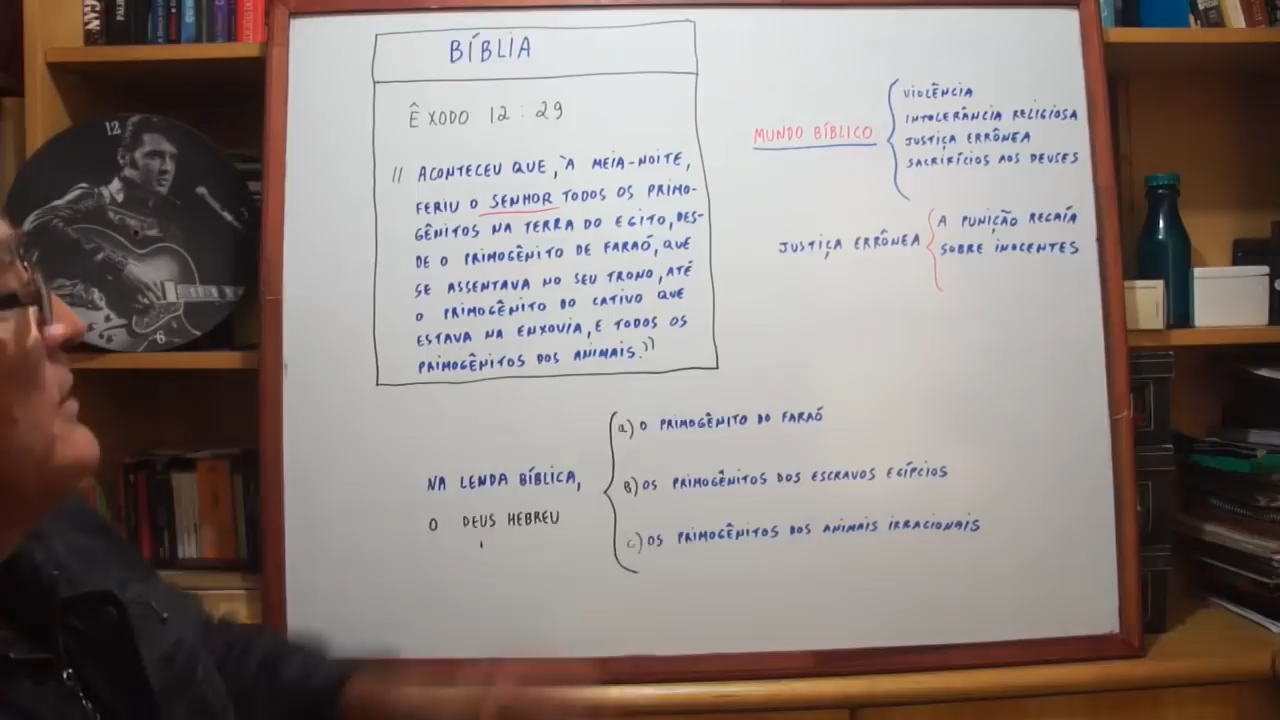 BÍBLIA
ÊXODO 12:29
" ACONTECEU QUE, À MEIA-NOITE,
FERIU O SENHOR TODOS OS PRIMO-
GÊNITOS NA TERRA DO EGITO, DES-
DE O PRIMOGÊNITO DE FARAÓ, QUE
SE ASSENTAVA NO SEU TRONO, ATÉ
O PRIMOGÊNITO DO CATIVO QUE
ESTAVA NA ENXOVIA, E TODOS OS
PRIMOGÊNITOS DOS ANIMAIS."
MUNDO BÍBLICO
VIOLÊNCIA
INTOLERÂNCIA RELIGIOSA
JUSTIÇA ERRÔNEA
SACRIFÍCIOS AOS DEUSES
JUSTIÇA ERRÔNEA
A PUNIÇÃO RECAÍA
SOBRE INOCENTES
NA LENDA BÍBLICA,
O DEUS HEBREU
a) O PRIMOGÊNITO DO FARAÓ
B) OS PRIMOGÊNITOS DOS ESCRAVOS EGÍPCIOS
C) OS PRIMOGÊNITOS DOS ANIMAIS IRRACIONAIS
12
6